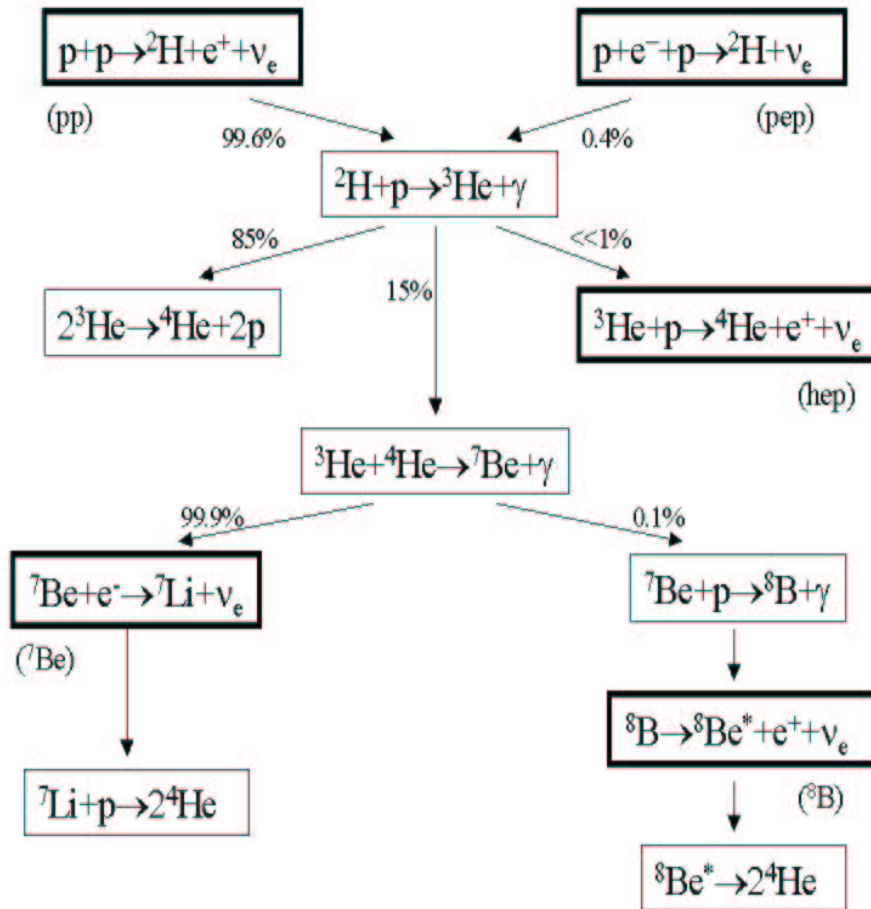 p+p→²H+e⁺+νₑ
p+e⁻+p→²H+νₑ
(pp)
(pep)
99.6%
0.4%
²H+p→³He+γ
85%
<<1%
15%
2³He→⁴He+2p
³He+p→⁴He+e⁺+νₑ
(hep)
³He+⁴He→⁷Be+γ
99.9%
0.1%
⁷Be+e⁻→⁷Li+νₑ
⁷Be+p→⁸B+γ
(⁷Be)
⁸B→⁸Be*+e⁺+νₑ
(⁸B)
⁷Li+p→2⁴He
⁸Be*→2⁴He